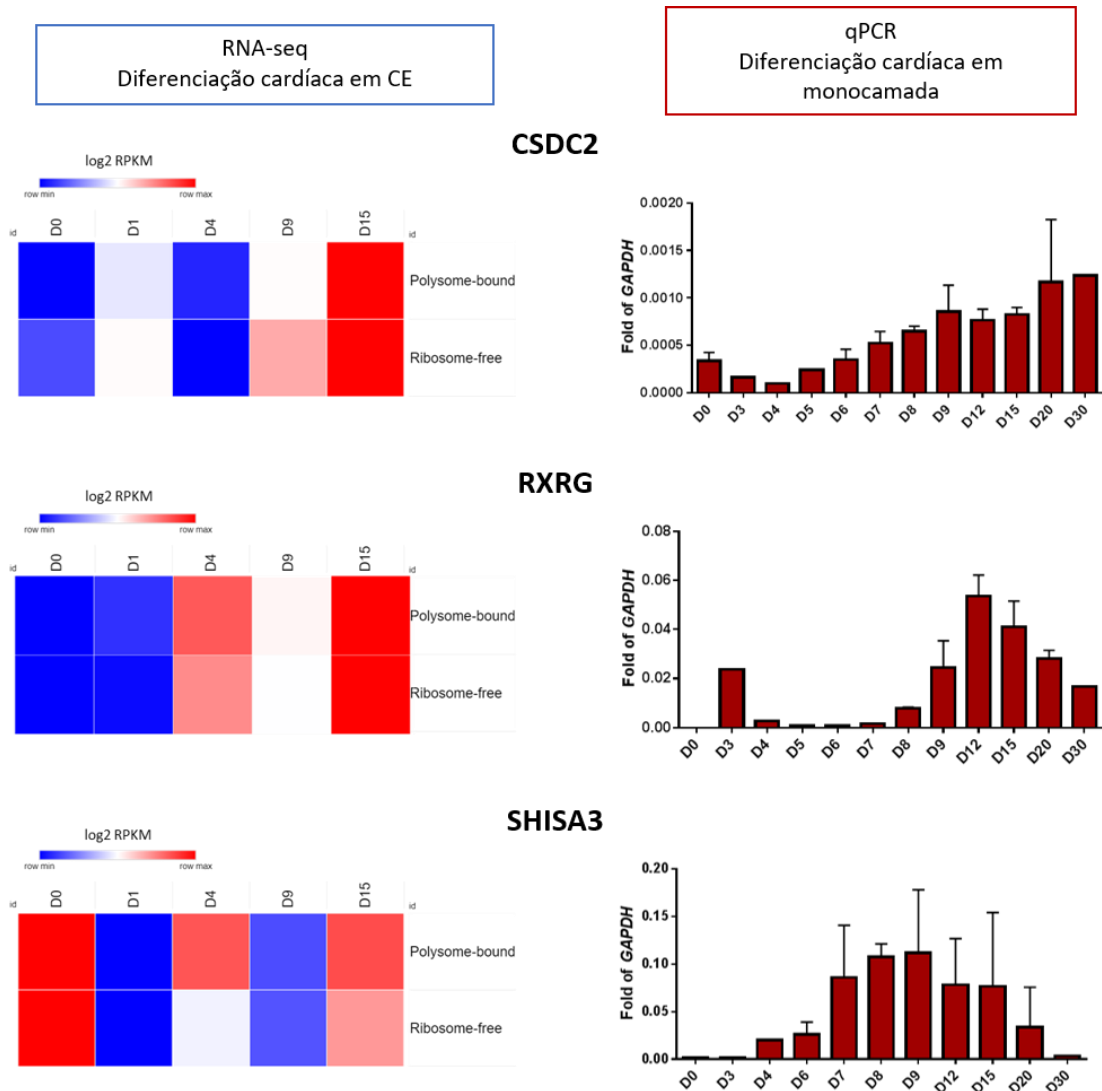 RNA-seq
Diferenciação cardíaca em CE
qPCR
Diferenciação cardíaca em
monocamada
CSDC2
log2 RPKM
row min
row max
id
D0
D1
D4
D9
D15
id
Polysome-bound
Ribosome-free
Fold of GAPDH
0.0020
0.0015
0.0010
0.0005
0.0000
D0
D3
D4
D5
D6
D7
D8
D9
D12
D15
D20
D30
RXRG
log2 RPKM
row min
row max
id
D0
D1
D4
D9
D15
id
Polysome-bound
Ribosome-free
Fold of GAPDH
0.08
0.06
0.04
0.02
0.00
D0
D3
D4
D5
D6
D7
D8
D9
D12
D15
D20
D30
SHISA3
log2 RPKM
row min
row max
id
D0
D1
D4
D9
D15
id
Polysome-bound
Ribosome-free
Fold of GAPDH
0.20
0.15
0.10
0.05
0.00
D0
D3
D4
D6
D7
D8
D9
D12
D15
D20
D30